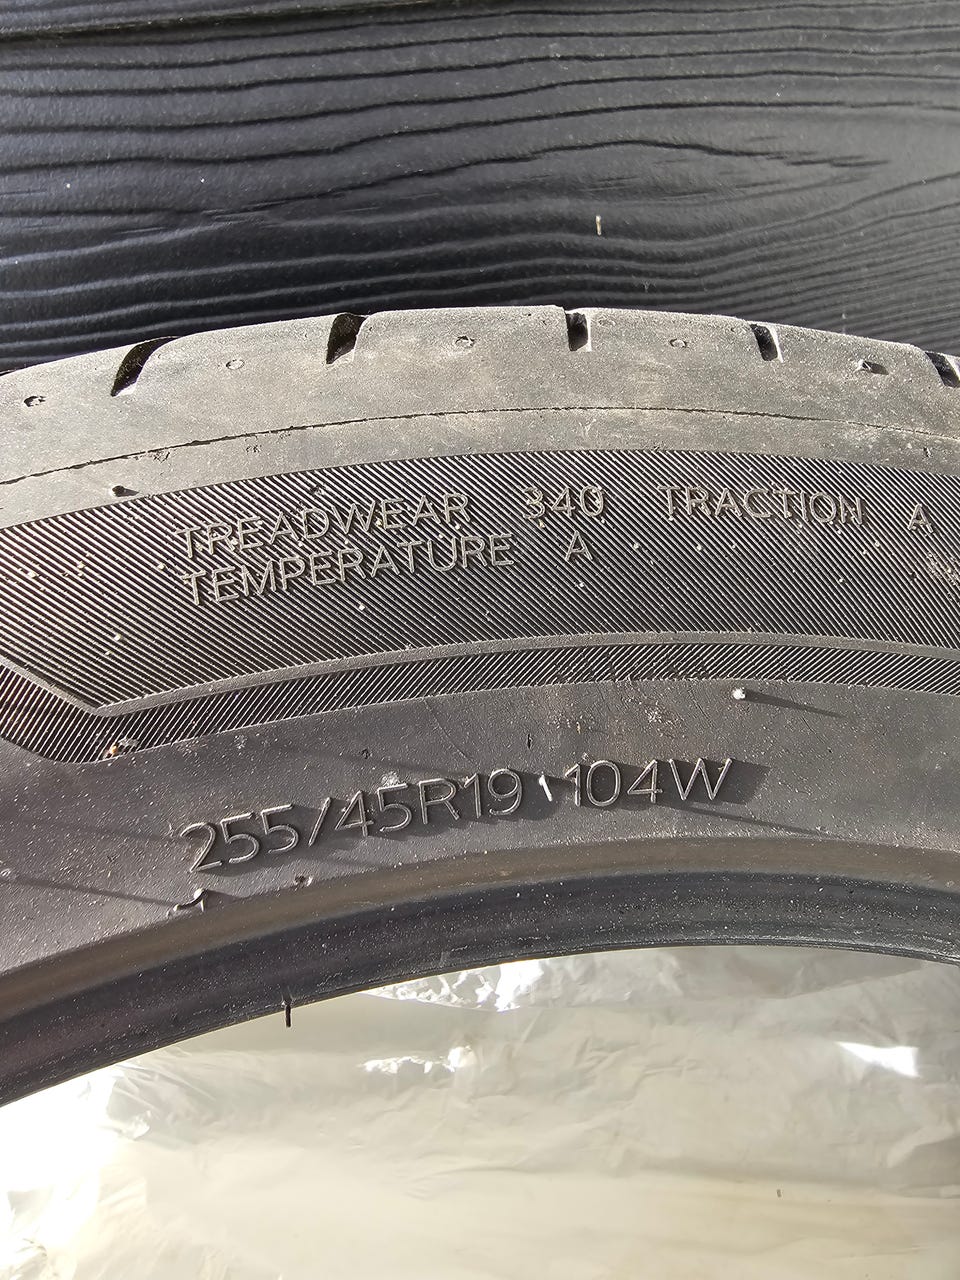 TREADWEAR 340 TRACTION A
TEMPERATURE A
255/45R19 104W